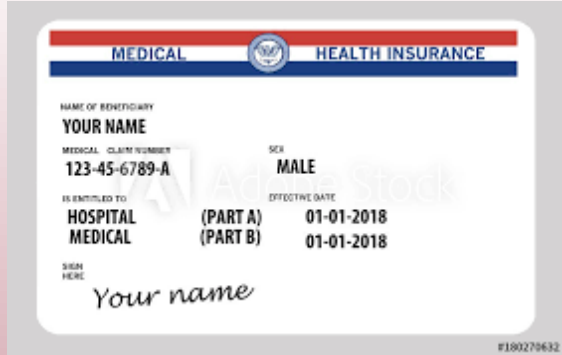 MEDICAL HEALTH INSURANCE
NAME OF BENEFICIARY
YOUR NAME
MEDICAL CLAIM NUMBER SEX
123-45-6789-A MALE
IS ENTITLED TO EFFECTIVE DATE
HOSPITAL (PART A) 01-01-2018
MEDICAL (PART B) 01-01-2018
SIGN
HERE
Your name
Adobe Stock
#180270632